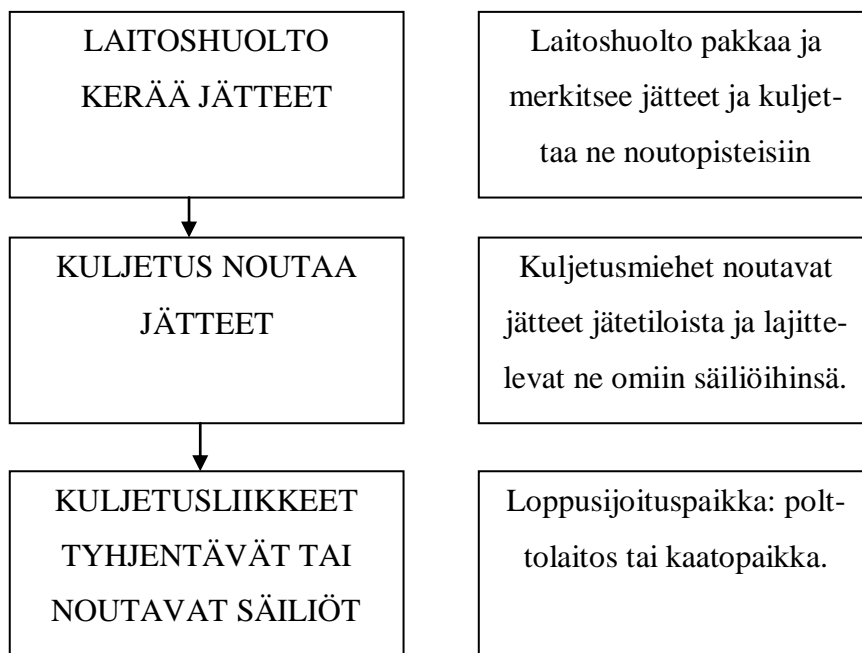 LAITOSHUOLTO
KERÄÄ JÄTTEET
Laitoshuolto pakkaa ja
merkitsee jätteet ja kuljet-
taa ne noutopisteisiin
KULJETUS NOUTAA
JÄTTEET
Kuljetusmiehet noutavat
jätteet jätetiloista ja lajitte-
levat ne omiin säiliöihinsä.
KULJETUSLIIKKEET
TYHJENTÄVÄT TAI
NOUTAVAT SÄILIÖT
Loppusijoituspaikka: polt-
tolaitos tai kaatopaikka.